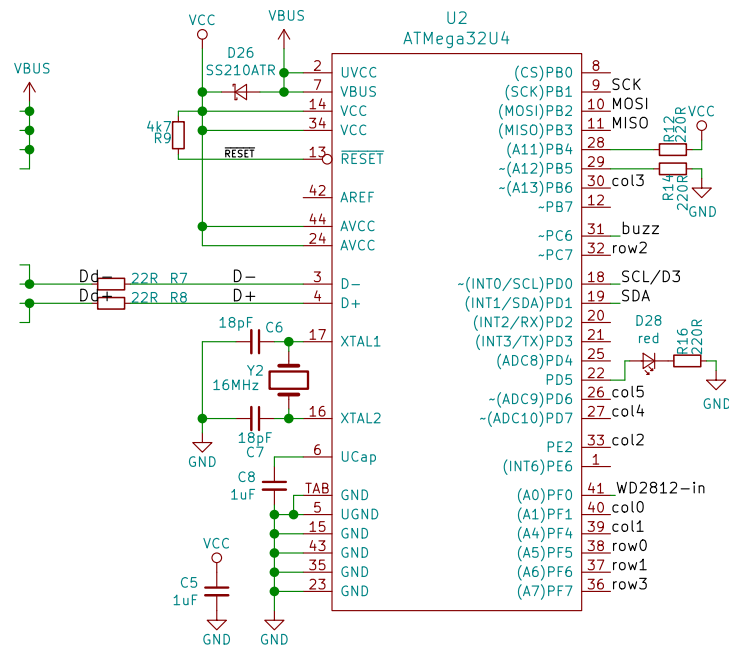 U2
ATMega32U4
VCC
VBUS
D26
SS210ATR
VBUS
4k7
R9
RESET
2 UVCC
7 VBUS
14 VCC
34 VCC
13 RESET
42 AREF
44 AVCC
24 AVCC
Dd- 22R R7 D- 3 D-
Dd+ 22R R8 D+ 4 D+
18pF C6
17 XTAL1
Y2
16MHz
16 XTAL2
18pF
C7
GND
6 UCap
C8
1uF
TAB GND
5 UGND
15 GND
43 GND
35 GND
23 GND
VCC
C5
1uF
GND
GND
(CS)PB0 8
(SCK)PB1 9 SCK
(MOSI)PB2 10 MOSI
(MISO)PB3 11 MISO
(A11)PB4 28
~(A12)PB5 29
~(A13)PB6 30 col3
~PB7 12
R12
220R
VCC
R14
220R
GND
~PC6 31 buzz
~PC7 32 row2
~(INT0/SCL)PD0 18 SCL/D3
(INT1/SDA)PD1 19 SDA
(INT2/RX)PD2 20
(INT3/TX)PD3 21
(ADC8)PD4 25
PD5 22
~(ADC9)PD6 26 col5
~(ADC10)PD7 27 col4
D28
red
R16
220R
GND
PE2 33 col2
(INT6)PE6 1
(A0)PF0 41 WD2812-in
(A1)PF1 40 col0
(A4)PF4 39 col1
(A5)PF5 38 row0
(A6)PF6 37 row1
(A7)PF7 36 row3